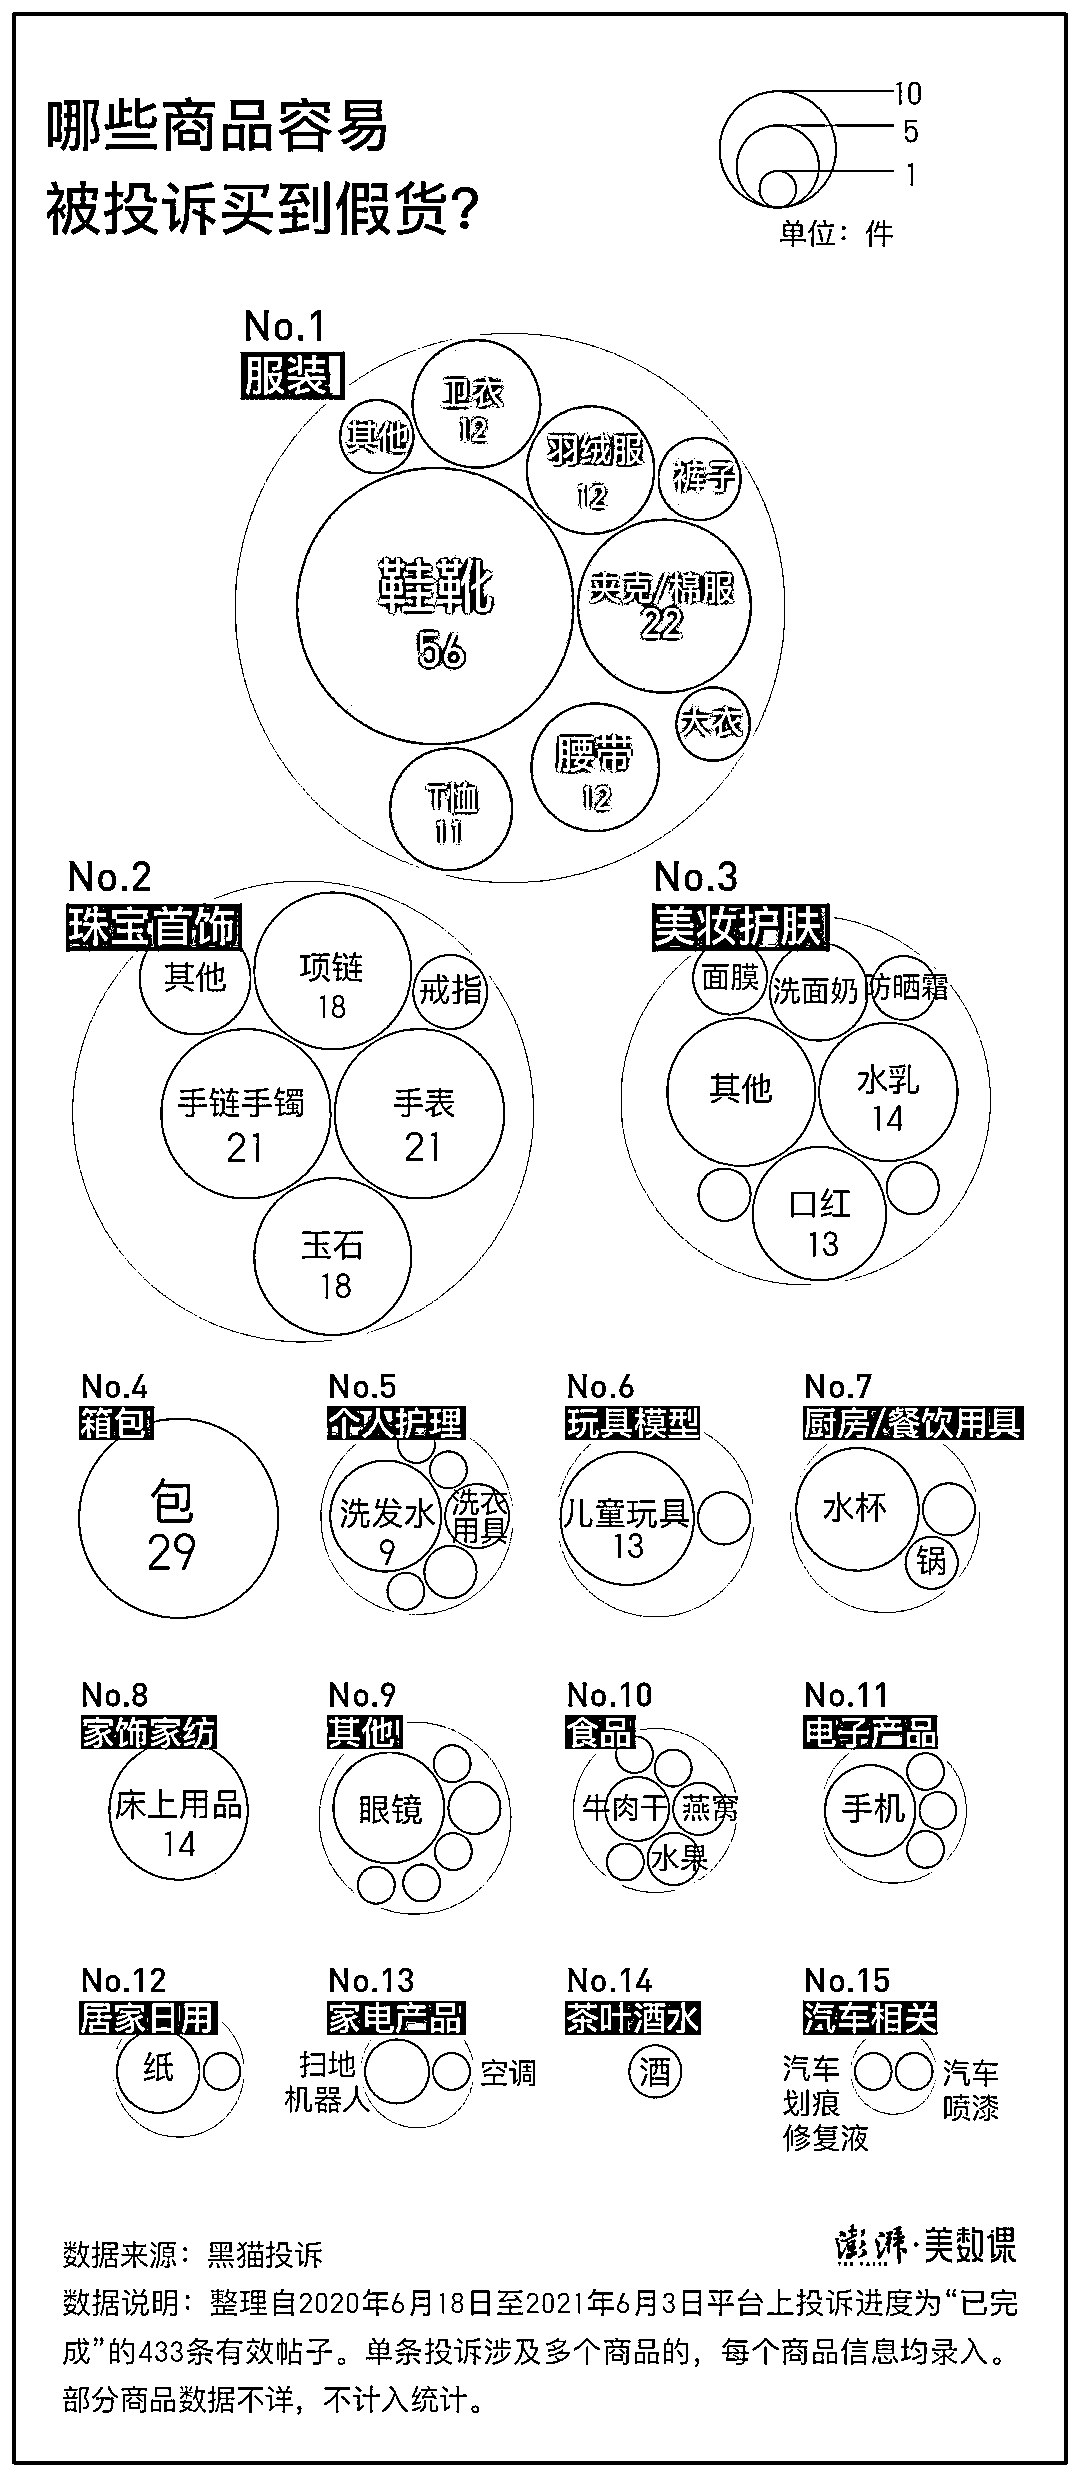 哪些商品容易
被投诉买到假货?
10
5
1
单位：件
No.1
服装
卫衣
12
其他
羽绒服
12
裤子
鞋靴
56
夹克/棉服
22
大衣
腰带
12
T恤
11
No.2
珠宝首饰
其他
项链
18
戒指
手链手镯
21
手表
21
玉石
18
No.3
美妆护肤
面膜
洗面奶
防晒霜
其他
水乳
14
口红
13
No.4
箱包
包
29
No.5
个人护理
洗发水
9
洗衣
用具
No.6
玩具模型
儿童玩具
13
No.7
厨房/餐饮用具
水杯
锅
No.8
家饰家纺
床上用品
14
No.9
其他
眼镜
No.10
食品
牛肉干
燕窝
水果
No.11
电子产品
手机
No.12
居家日用
纸
No.13
家电产品
扫地
机器人
空调
No.14
茶叶酒水
酒
No.15
汽车相关
汽车
划痕
修复液
汽车
喷漆
澎湃·美数课
数据来源：黑猫投诉
数据说明：整理自2020年6月18日至2021年6月3日平台上投诉进度为“已完
成”的433条有效帖子。单条投诉涉及多个商品的，每个商品信息均录入。
部分商品数据不详，不计入统计。